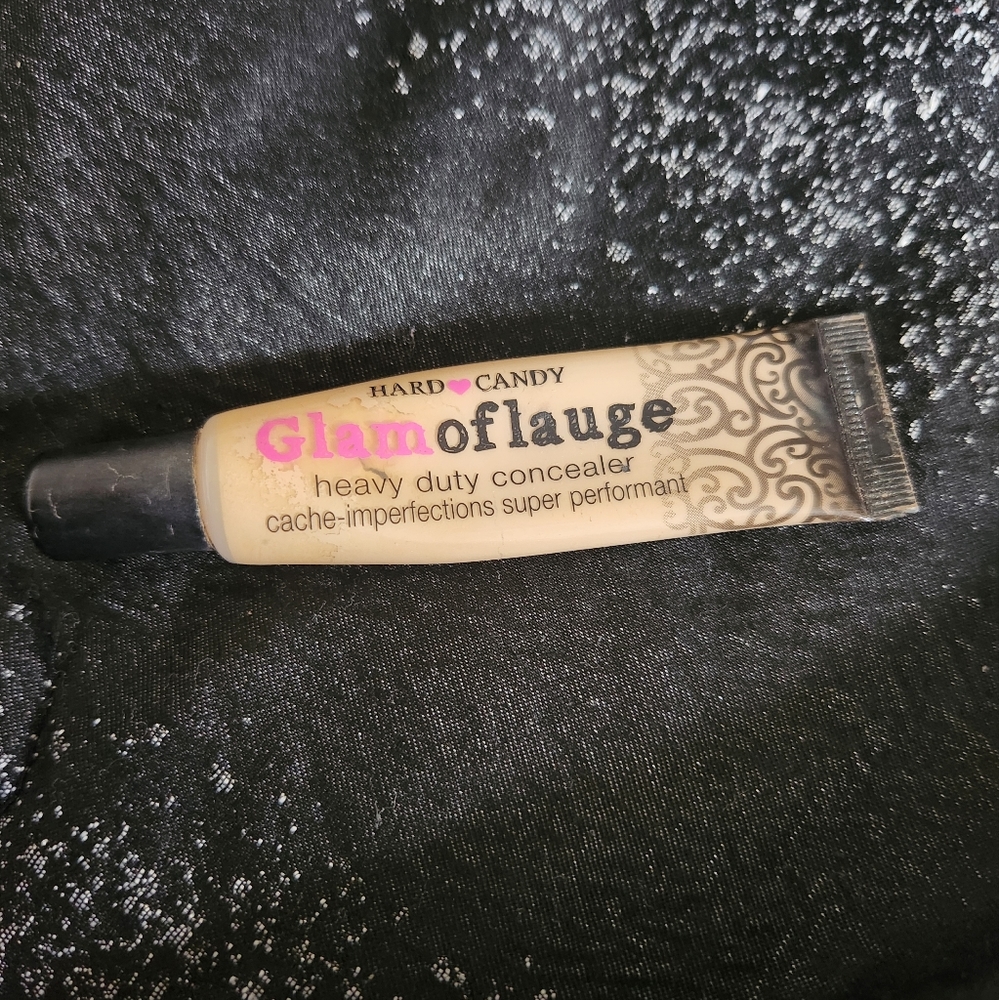 HARD CANDY
Glamoflauge
heavy duty concealer
cache-imperfections super performant